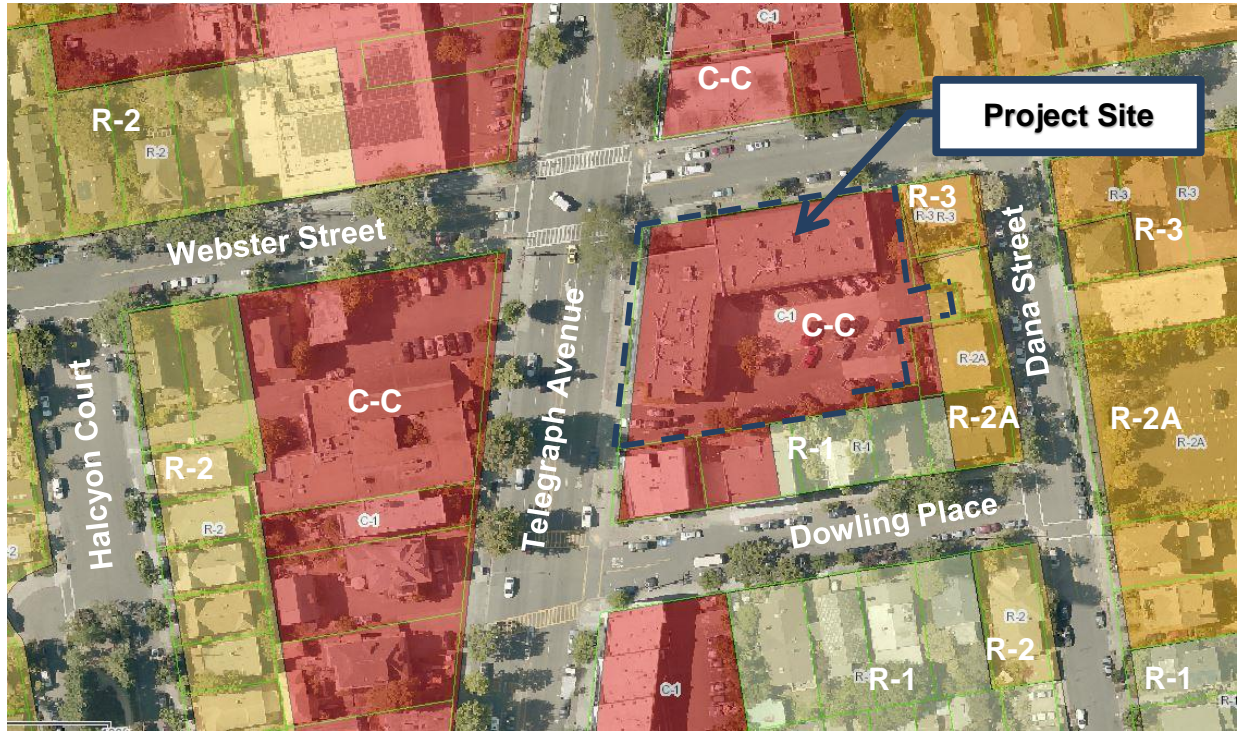 C-1
C-C
Project Site
R-2
R-2
R-3
R-3
R-3
R-3
R-3
R-3
Webster Street
Dana Street
C-1
C-C
Telegraph Avenue
R-2A
C-C
Halcyon Court
R-2A
R-2A
R-2A
R-1
R-1
R-2
R-2
C-1
Dowling Place
R-2
R-2
R-1
R-1
C-1